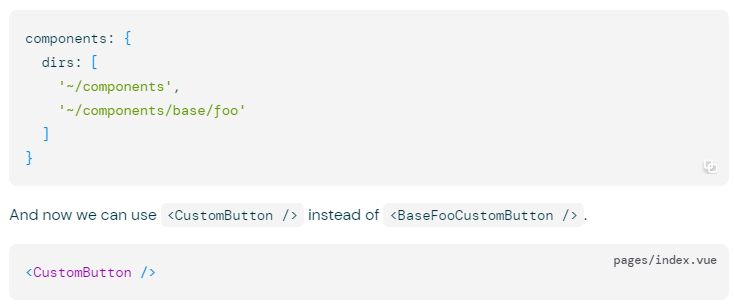 components: {
  dirs: [
    '~/components',
    '~/components/base/foo'
  ]
}
And now we can use <CustomButton /> instead of <BaseFooCustomButton />.
pages/index.vue
<CustomButton />